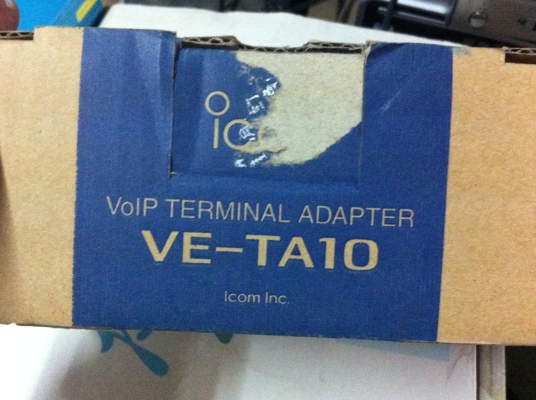 VoIP TERMINAL ADAPTER
VE-TA10
Icom Inc.